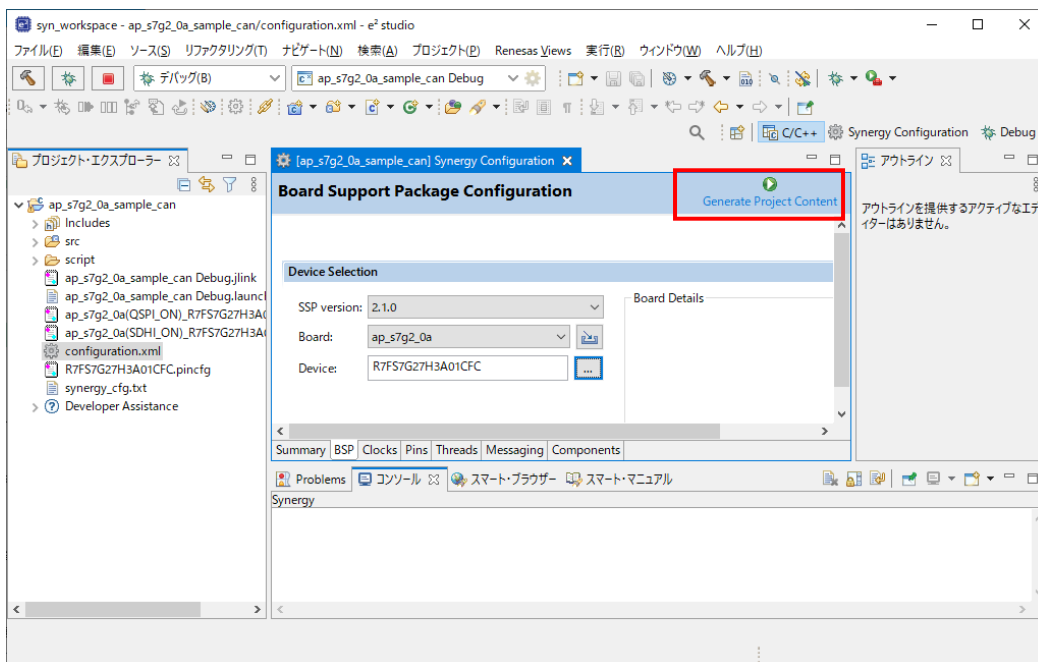 syn_workspace - ap_s7g2_0a_sample_can/configuration.xml - e² studio
ファイル(F) 編集(E) ソース(S) リファクタリング(T) ナビゲート(N) 検索(A) プロジェクト(P) Renesas Views 実行(R) ウィンドウ(W) ヘルプ(H)
デバッグ(B) ap_s7g2_0a_sample_can Debug
C/C++ Synergy Configuration Debug
プロジェクト・エクスプローラー
ap_s7g2_0a_sample_can
Includes
src
script
ap_s7g2_0a_sample_can Debug.jlink
ap_s7g2_0a_sample_can Debug.launcl
ap_s7g2_0a(QSPI_ON)_R7FS7G27H3A0
ap_s7g2_0a(SDHI_ON)_R7FS7G27H3A0
configuration.xml
R7FS7G27H3A01CFC.pincfg
synergy_cfg.txt
Developer Assistance
[ap_s7g2_0a_sample_can] Synergy Configuration
Board Support Package Configuration
Generate Project Content
Device Selection
SSP version: 2.1.0
Board: ap_s7g2_0a
Device: R7FS7G27H3A01CFC ...
Board Details
Summary BSP Clocks Pins Threads Messaging Components
アウトライン
アウトラインを提供するアクティブなエデ
ィターはありません。
Problems コンソール スマート・ブラウザー スマート・マニュアル
Synergy